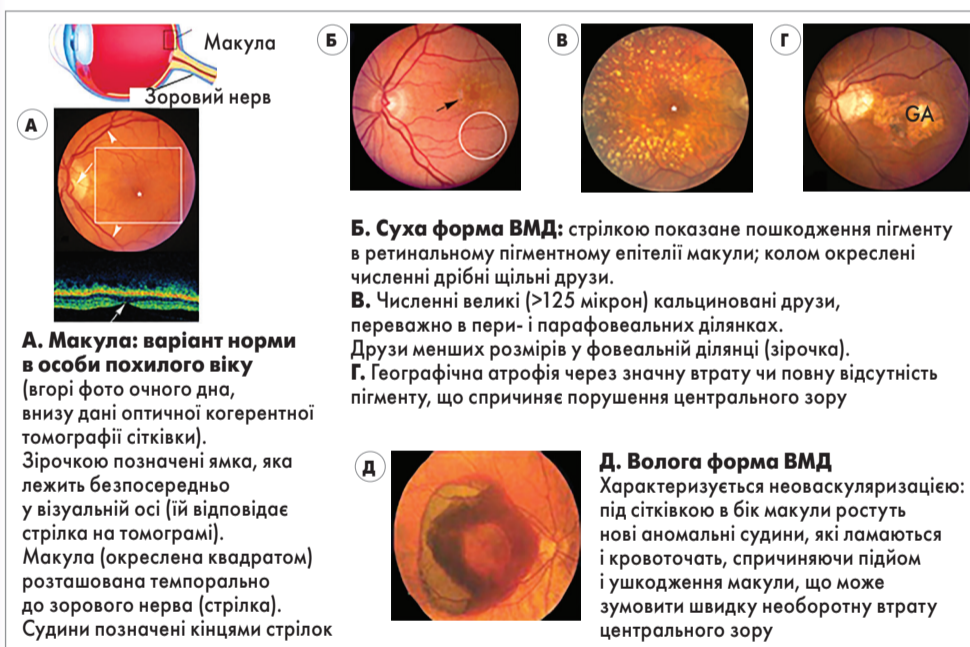 Макула
Зоровий нерв
А
Б
В
Г
GA
А. Макула: варіант норми
в особи похилого віку
(вгорі фото очного дна,
внизу дані оптичної когерентної
томографії сітківки).
Зірочкою позначені ямка, яка
лежить безпосередньо
у візуальній осі (їй відповідає
стрілка на томограмі).
Макула (окреслена квадратом)
розташована темпорально
до зорового нерва (стрілка).
Судини позначені кінцями стрілок
Б. Суха форма ВМД: стрілкою показане пошкодження пігменту
в ретинальному пігментному епітелії макули; колом окреслені
численні дрібні щільні друзи.
В. Численні великі (>125 мікрон) кальциновані друзи,
переважно в пери- і парафовеальних ділянках.
Друзи менших розмірів у фовеальній ділянці (зірочка).
Г. Географічна атрофія через значну втрату чи повну відсутність
пігменту, що спричиняє порушення центрального зору
Д
Д. Волога форма ВМД
Характеризується неоваскуляризацією:
під сітківкою в бік макули ростуть
нові аномальні судини, які ламаються
і кровоточать, спричиняючи підйом
і ушкодження макули, що може
зумовити швидку необоротну втрату
центрального зору